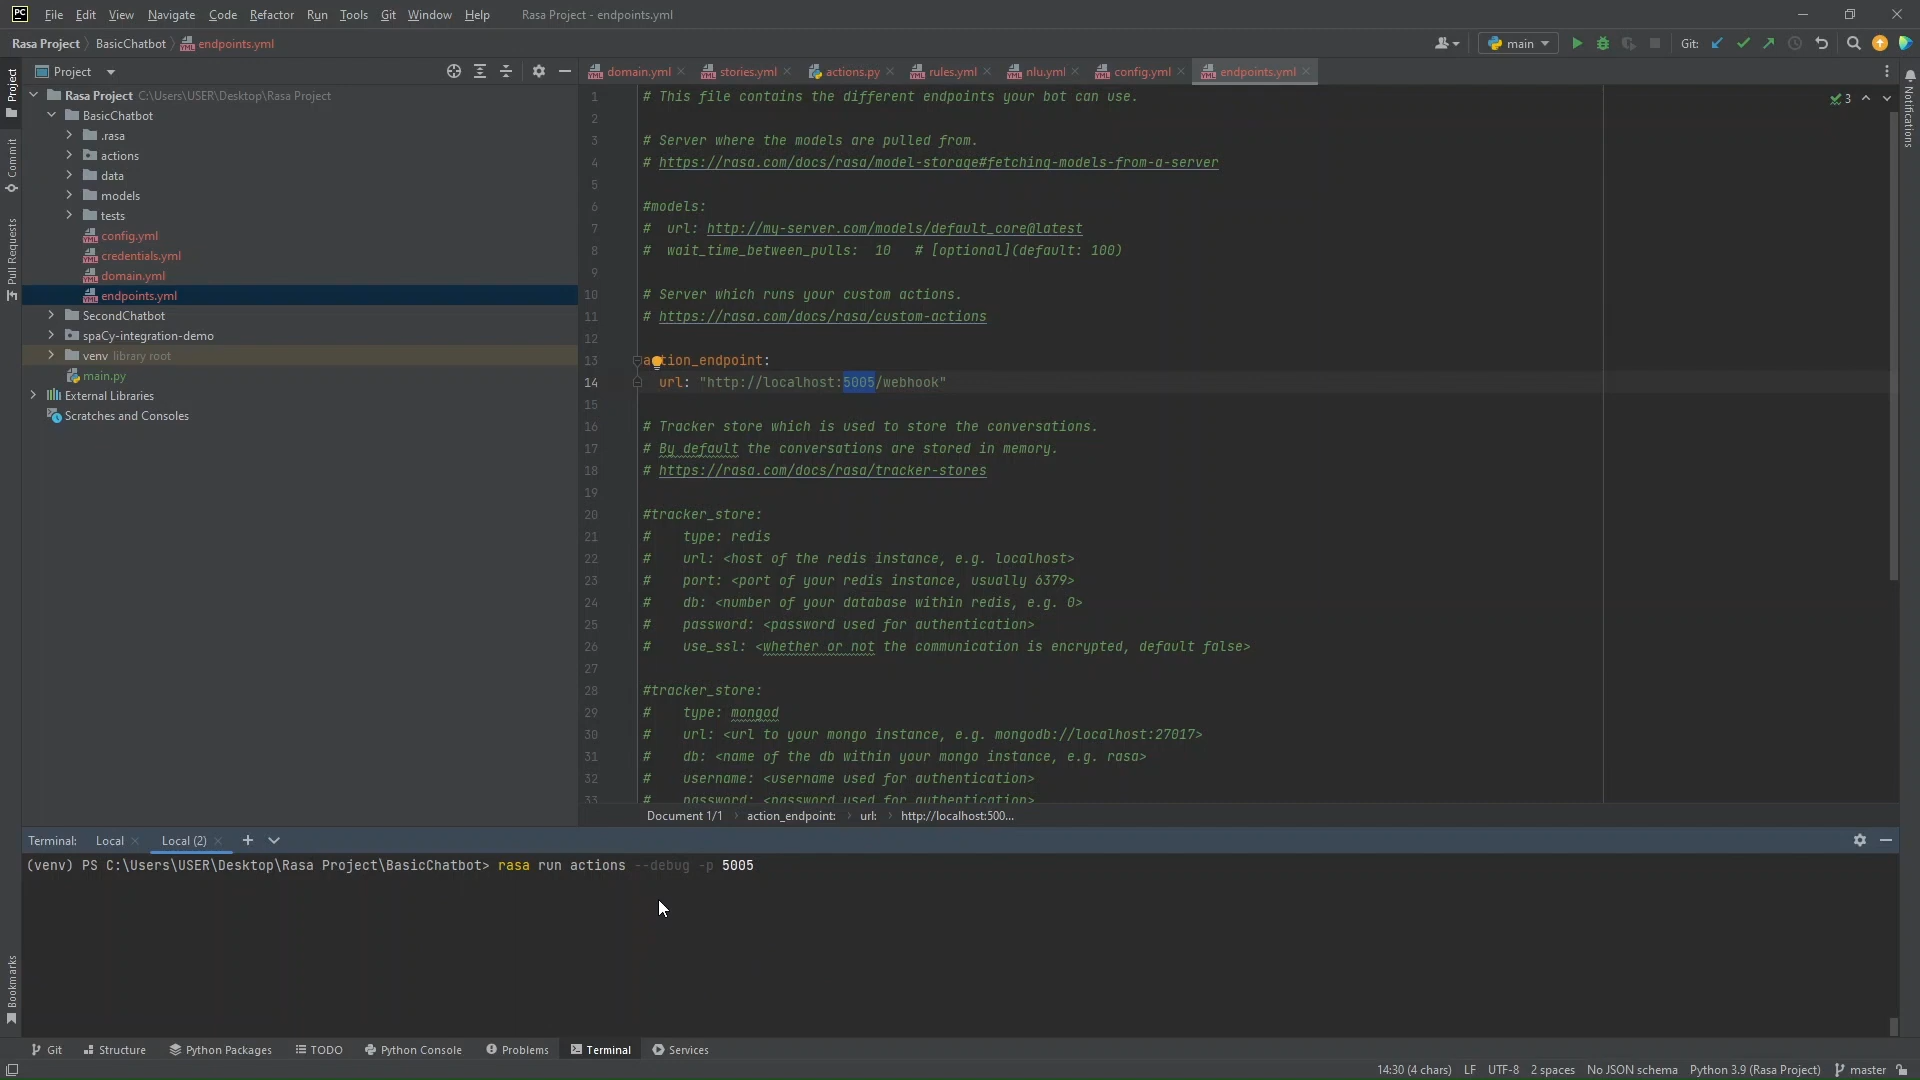 PC File Edit View Navigate Code Refactor Run Tools Git Window Help Rasa Project - endpoints.yml
Rasa Project BasicChatbot endpoints.yml main Git:
Project
domain.yml stories.yml actions.py rules.yml nlu.yml config.yml endpoints.yml
Rasa Project C:\Users\USER\Desktop\Rasa Project
BasicChatbot
.rasa
actions
data
models
tests
config.yml
credentials.yml
domain.yml
endpoints.yml
SecondChatbot
spaCy-integration-demo
venv library root
main.py
External Libraries
Scratches and Consoles
Project
Commit
Pull Requests
Bookmarks
Notifications
3
1 # This file contains the different endpoints your bot can use.
2
3 # Server where the models are pulled from.
4 # https://rasa.com/docs/rasa/model-storage#fetching-models-from-a-server
5
6 #models:
7 #  url: http://my-server.com/models/default_core@latest
8 #  wait_time_between_pulls:  10   # [optional](default: 100)
9
10 # Server which runs your custom actions.
11 # https://rasa.com/docs/rasa/custom-actions
12
13 action_endpoint:
14   url: "http://localhost:5005/webhook"
15
16 # Tracker store which is used to store the conversations.
17 # By default the conversations are stored in memory.
18 # https://rasa.com/docs/rasa/tracker-stores
19
20 #tracker_store:
21 #    type: redis
22 #    url: <host of the redis instance, e.g. localhost>
23 #    port: <port of your redis instance, usually 6379>
24 #    db: <number of your database within redis, e.g. 0>
25 #    password: <password used for authentication>
26 #    use_ssl: <whether or not the communication is encrypted, default false>
27
28 #tracker_store:
29 #    type: mongod
30 #    url: <url to your mongo instance, e.g. mongodb://localhost:27017>
31 #    db: <name of the db within your mongo instance, e.g. rasa>
32 #    username: <username used for authentication>
33 #    password: <password used for authentication>
Document 1/1 action_endpoint: url: http://localhost:500...
Terminal: Local Local (2)
(venv) PS C:\Users\USER\Desktop\Rasa Project\BasicChatbot> rasa run actions --debug -p 5005
Git Structure Python Packages TODO Python Console Problems Terminal Services
14:30 (4 chars) LF UTF-8 2 spaces No JSON schema Python 3.9 (Rasa Project) master